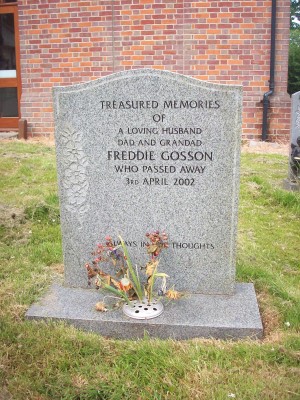 TREASURED MEMORIES
OF
A LOVING HUSBAND
DAD AND GRANDAD
FREDDIE GOSSON
WHO PASSED AWAY
3RD APRIL 2002
ALWAYS IN OUR THOUGHTS